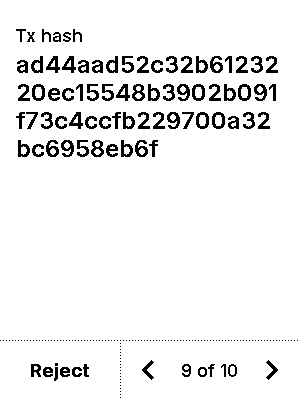 Tx hash
ad44aad52c32b61232
20ec15548b3902b091
f73c4ccfb229700a32
bc6958eb6f
Reject
9 of 10